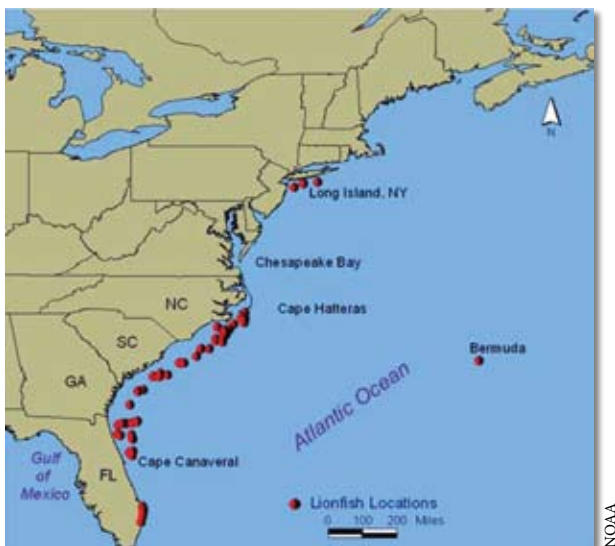 N
Long Island, NY
Chesapeake Bay
NC
Cape Hatteras
SC
Bermuda
GA
Atlantic Ocean
Cape Canaveral
Gulf
of
Mexico
FL
Lionfish Locations
0 100 200 Miles
NOAA